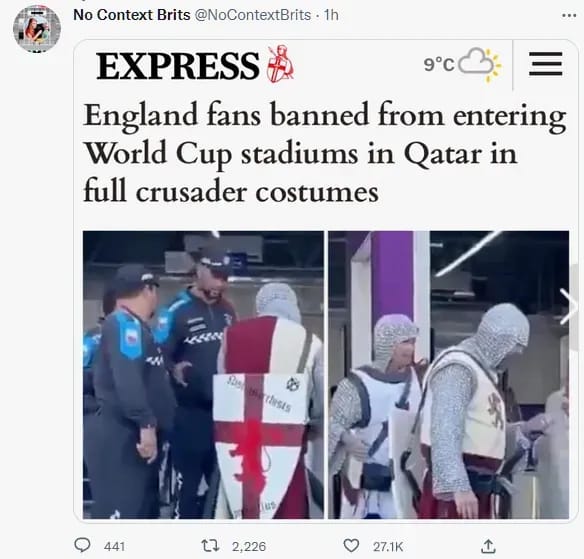 No Context Brits @NoContextBrits · 1h
EXPRESS
9°C
England fans banned from entering
World Cup stadiums in Qatar in
full crusader costumes
441
2,226
27.1K